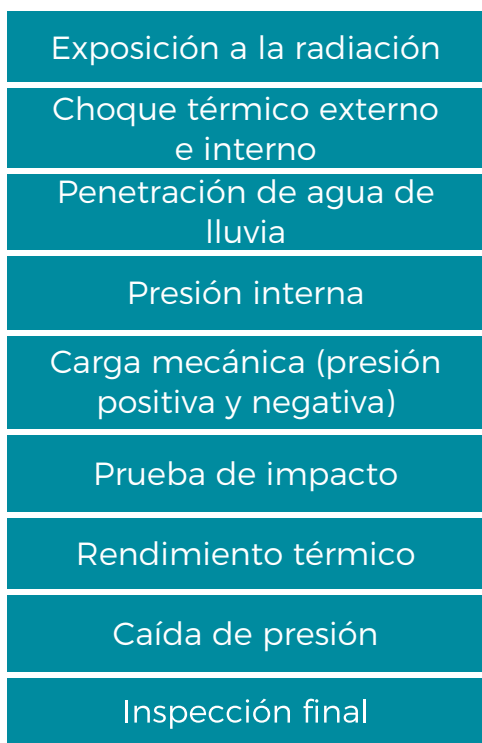 Exposición a la radiación
Choque térmico externo
e interno
Penetración de agua de
lluvia
Presión interna
Carga mecánica (presión
positiva y negativa)
Prueba de impacto
Rendimiento térmico
Caída de presión
Inspección final